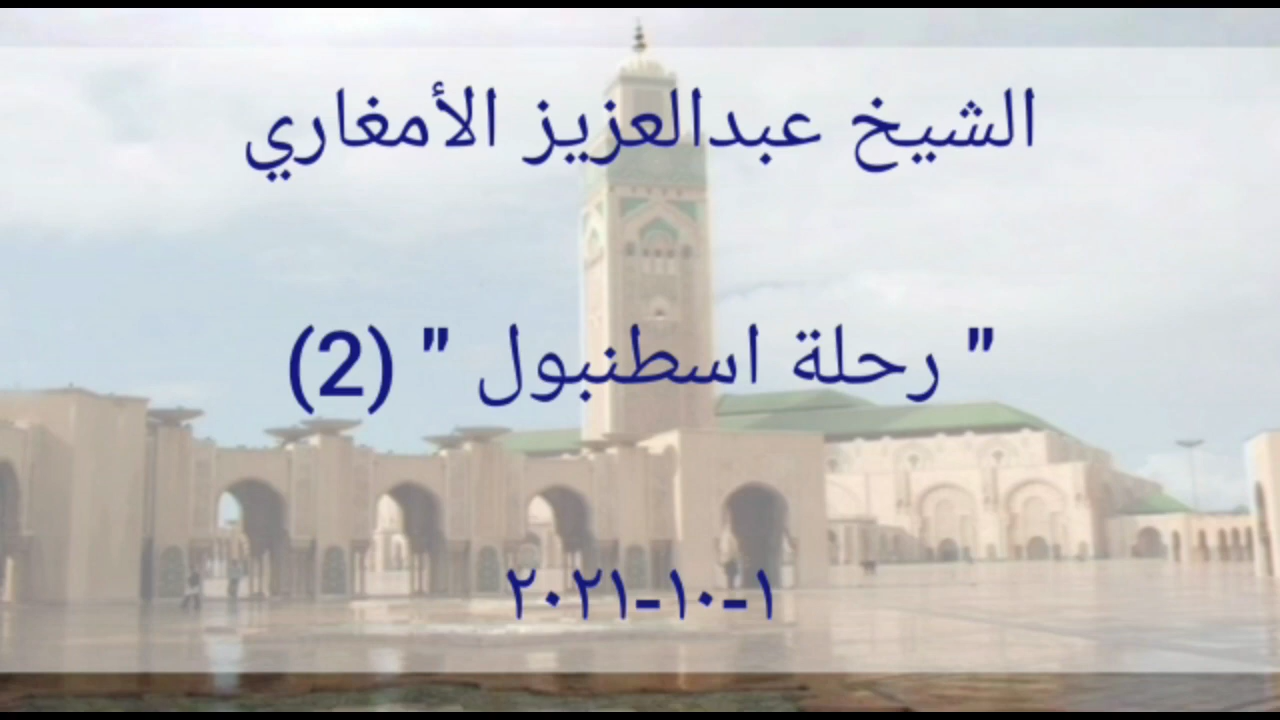 الشيخ عبدالعزيز الأمغاري
" رحلة اسطنبول " (2)
١-١٠-٢٠٢١